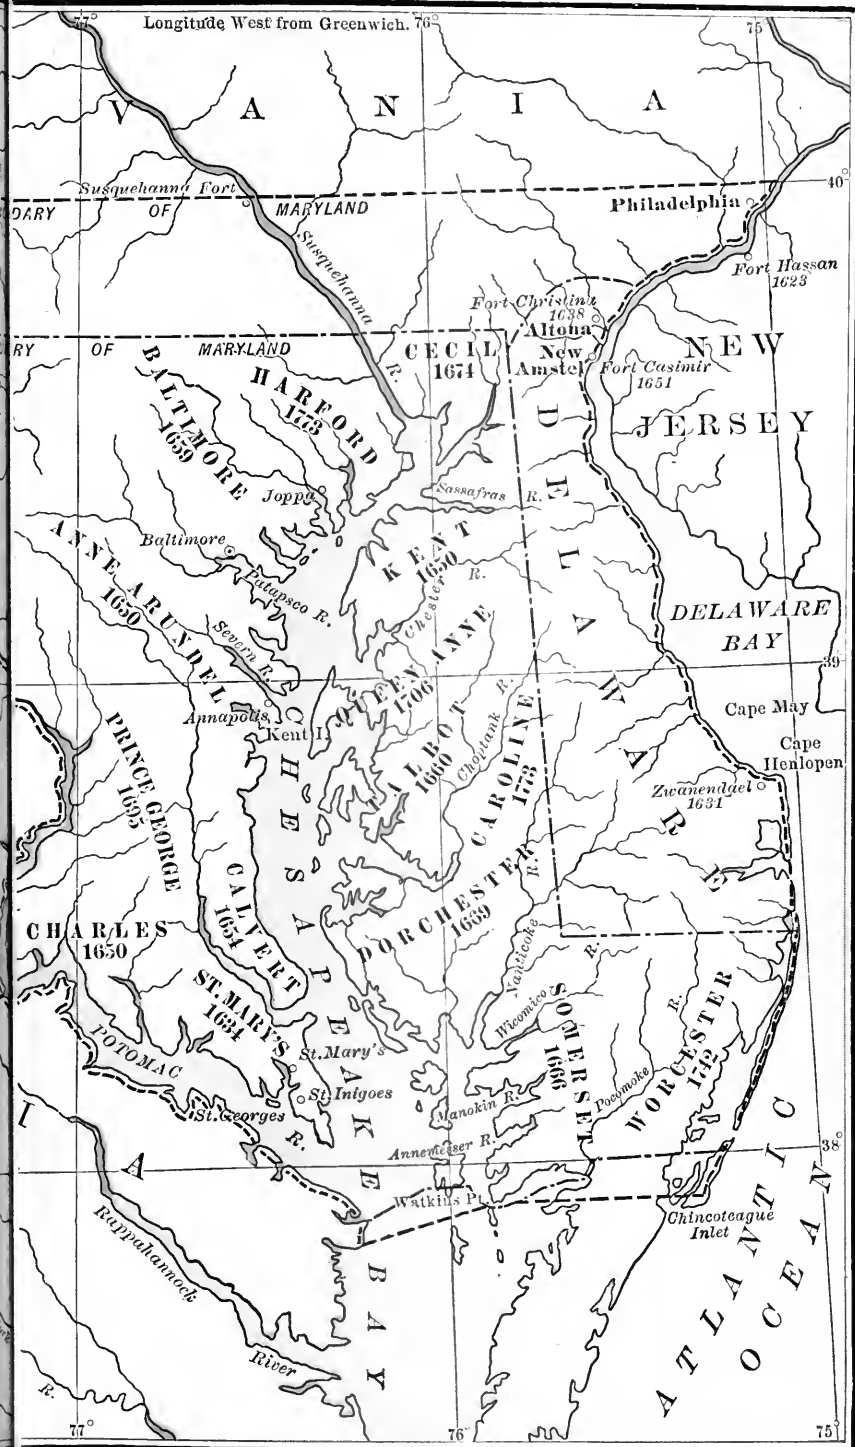 77°
Longitude West from Greenwich.
76°
75°
VANIA
Susquehanna Fort
40°
DARY OF MARYLAND
Philadelphia
Susquehanna
R.
Fort Hassan
1623
Fort Christina
1638
Altona
RY OF MARYLAND
CECIL
1674
New
Amstel
Fort Casimir
1651
NEW
JERSEY
BALTIMORE
1659
HARFORD
1773
DELAWARE
Joppa
Sassafras R.
Baltimore
Patapsco R.
KENT
1650
Chester
R.
ANNE ARUNDEL
1650
Severn R.
DELAWARE
BAY
39
QUEEN ANNE
1706
Annapolis
Kent I.
Cape May
Cape
Henlopen
CHESAPEAKE
BAY
TALBOT
1660
Choptank
R.
CAROLINE
1773
PRINCE GEORGE
1695
Zwanendael
1631
CALVERT
1654
DORCHESTER
1669
R.
CHARLES
1650
Nanticoke
R.
ST. MARY'S
1634
Wicomico
SOMERSET
1666
R.
WORCESTER
1742
POTOMAC
St. Mary's
St. Inigoes
Pocomoke
Manokin R.
St. Georges
R.
Annemesser R.
38°
I
A
Watkins Pt.
Chincoteague
Inlet
Rappahannock
River
ATLANTIC
OCEAN
R.
77°
76°
75°